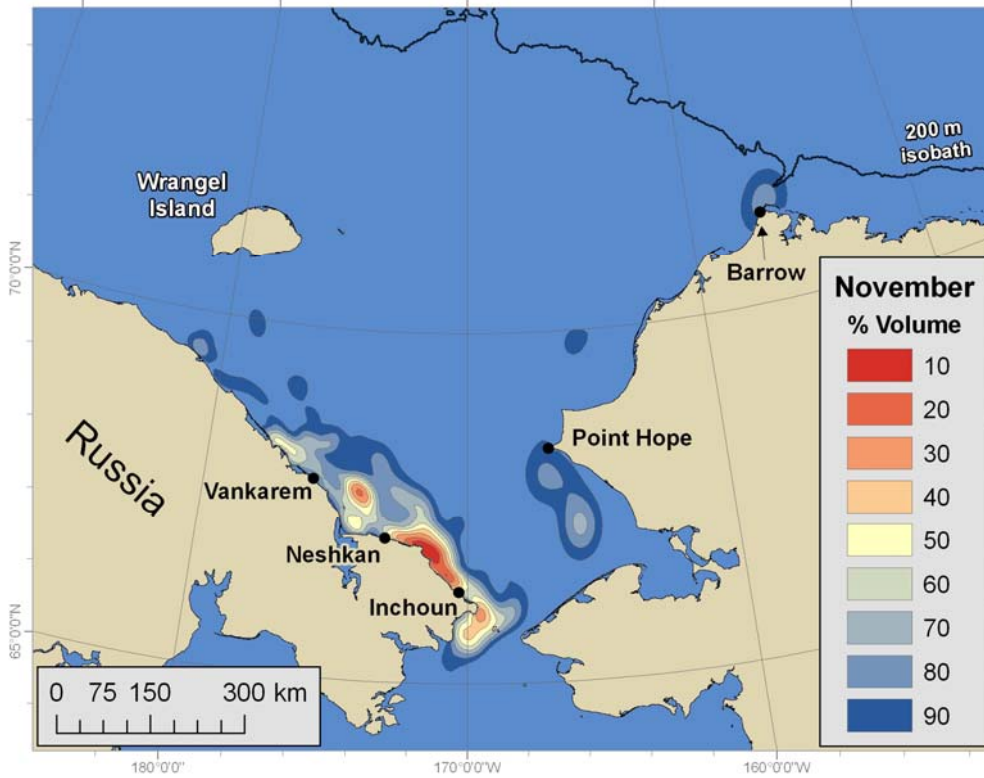 200 m
isobath
Wrangel
Island
70°0'0"N
Barrow
November
% Volume
10
20
30
40
50
60
70
80
90
Point Hope
Russia
Vankarem
Neshkan
Inchoun
65°0'0"N
0 75 150 300 km
180°0'0"
170°0'0"W
160°0'0"W